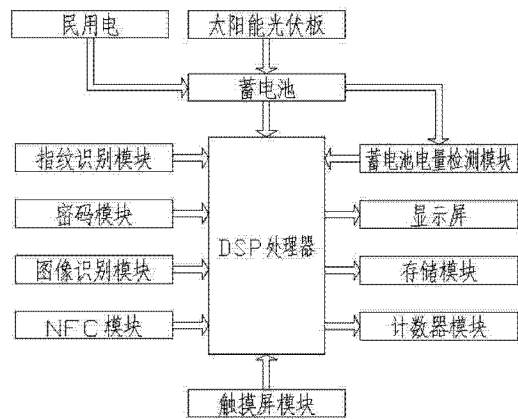 民用电
太阳能光伏板
蓄电池
指纹识别模块
蓄电池电量检测模块
密码模块
显示屏
DSP处理器
图像识别模块
存储模块
NFC模块
计数器模块
触摸屏模块